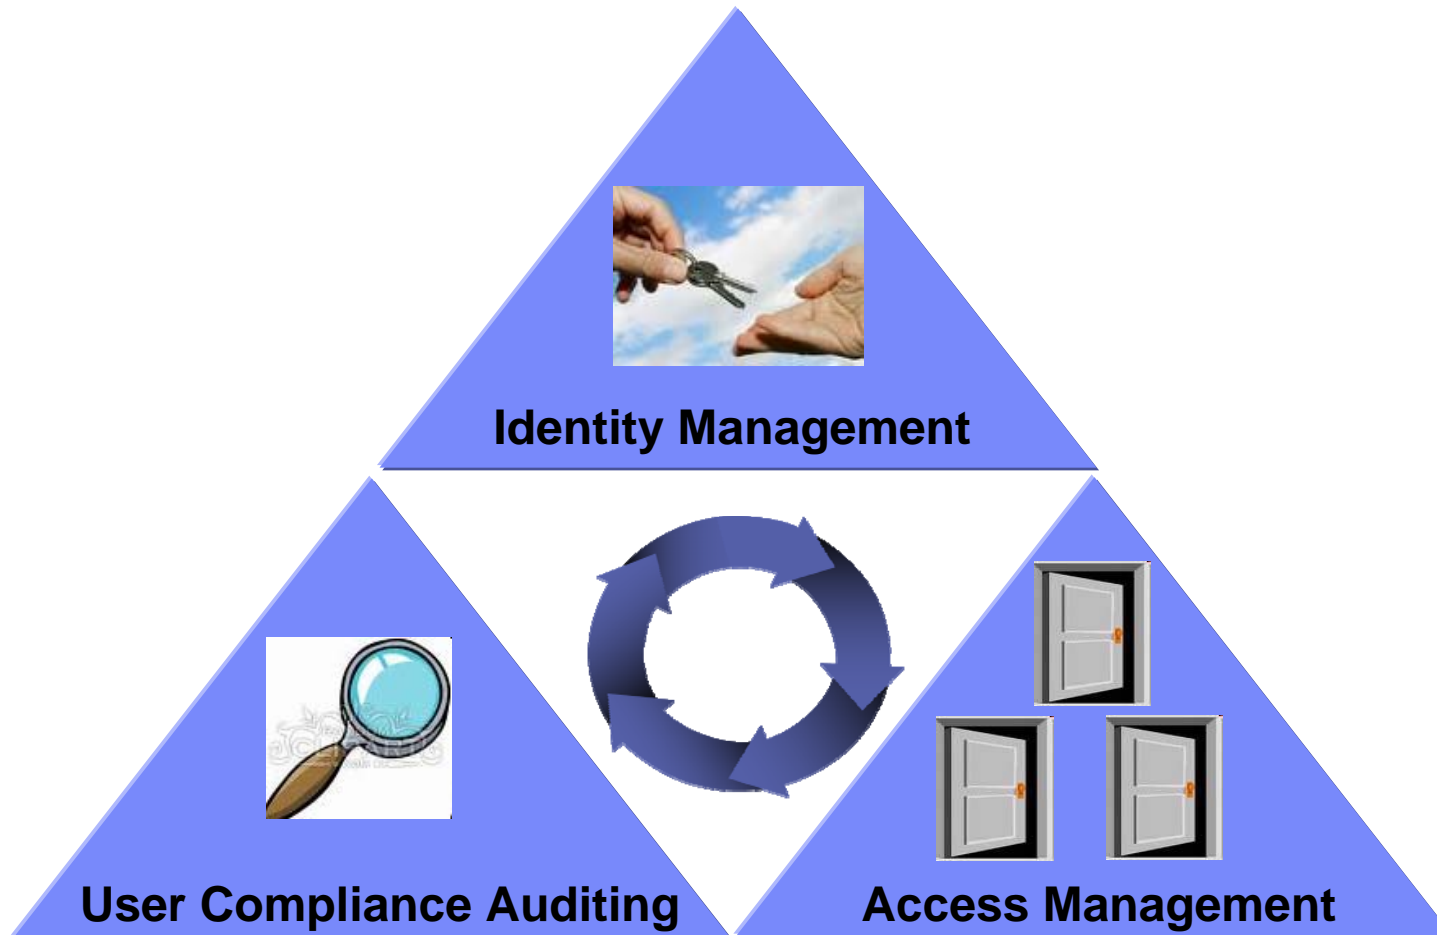 Identity Management
User Compliance Auditing
Access Management